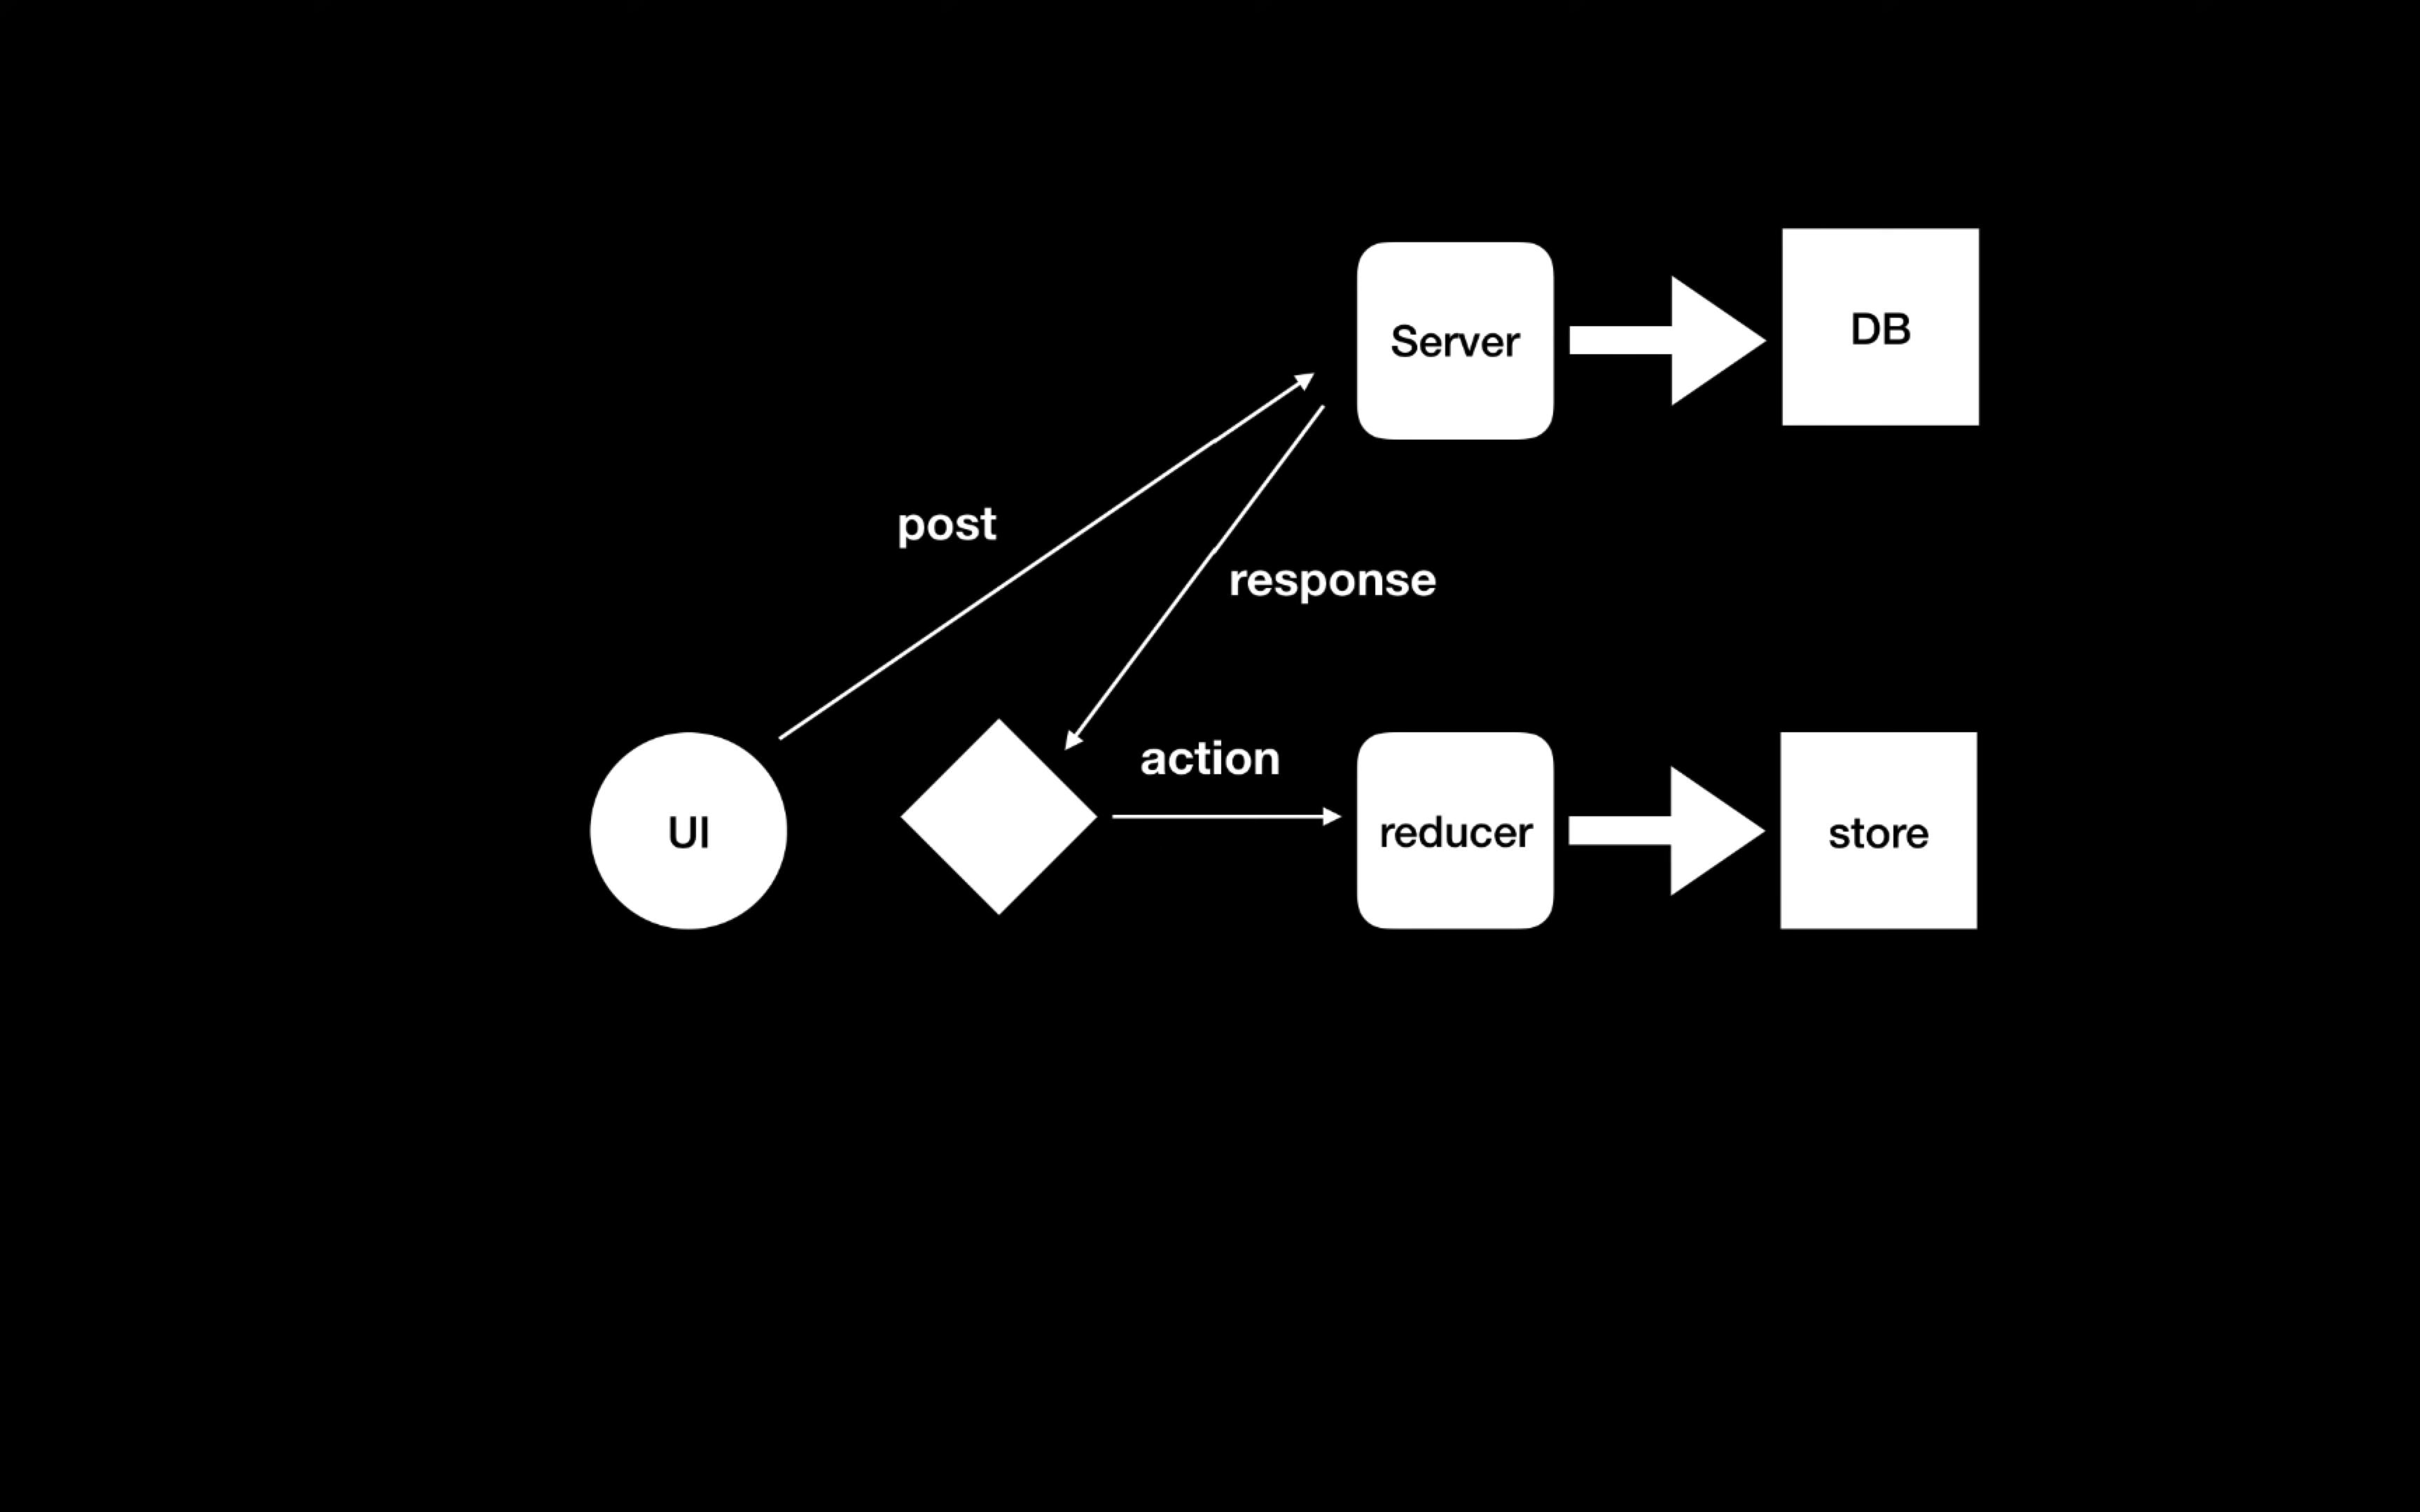 Server
DB
post
response
action
UI
reducer
store